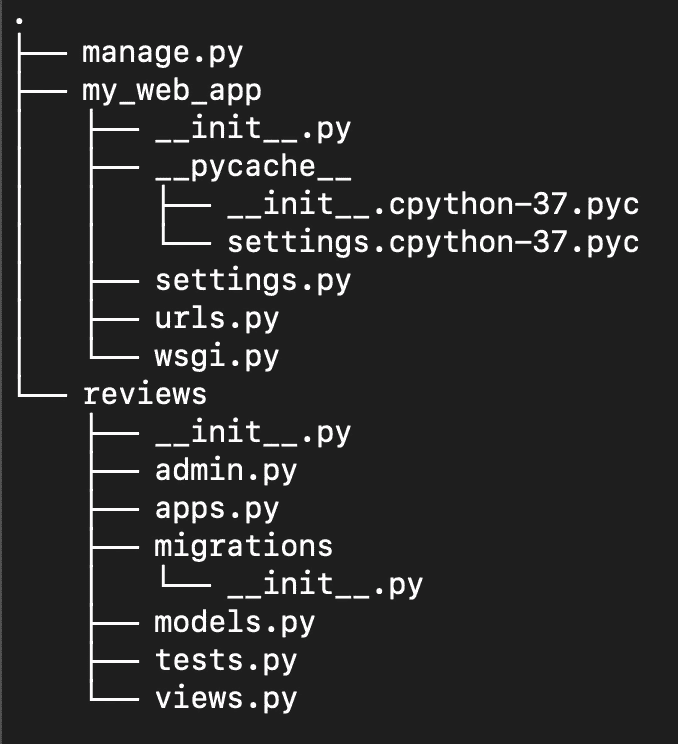 .
├── manage.py
├── my_web_app
│   ├── __init__.py
│   ├── __pycache__
│   │   ├── __init__.cpython-37.pyc
│   │   └── settings.cpython-37.pyc
│   ├── settings.py
│   ├── urls.py
│   └── wsgi.py
└── reviews
    ├── __init__.py
    ├── admin.py
    ├── apps.py
    ├── migrations
    │   └── __init__.py
    ├── models.py
    ├── tests.py
    └── views.py